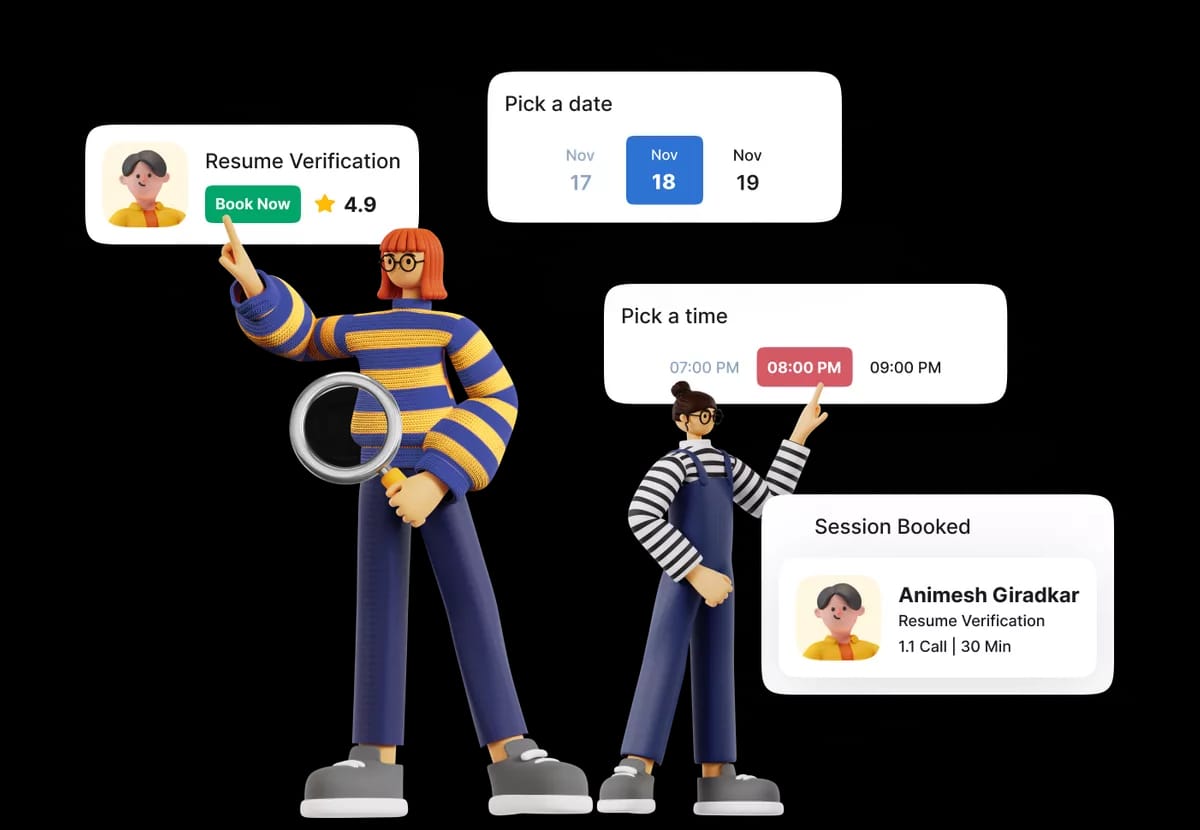 Resume Verification
Book Now 4.9
Pick a date
Nov Nov Nov
17 18 19
Pick a time
07:00 PM 08:00 PM 09:00 PM
Session Booked
Animesh Giradkar
Resume Verification
1.1 Call | 30 Min